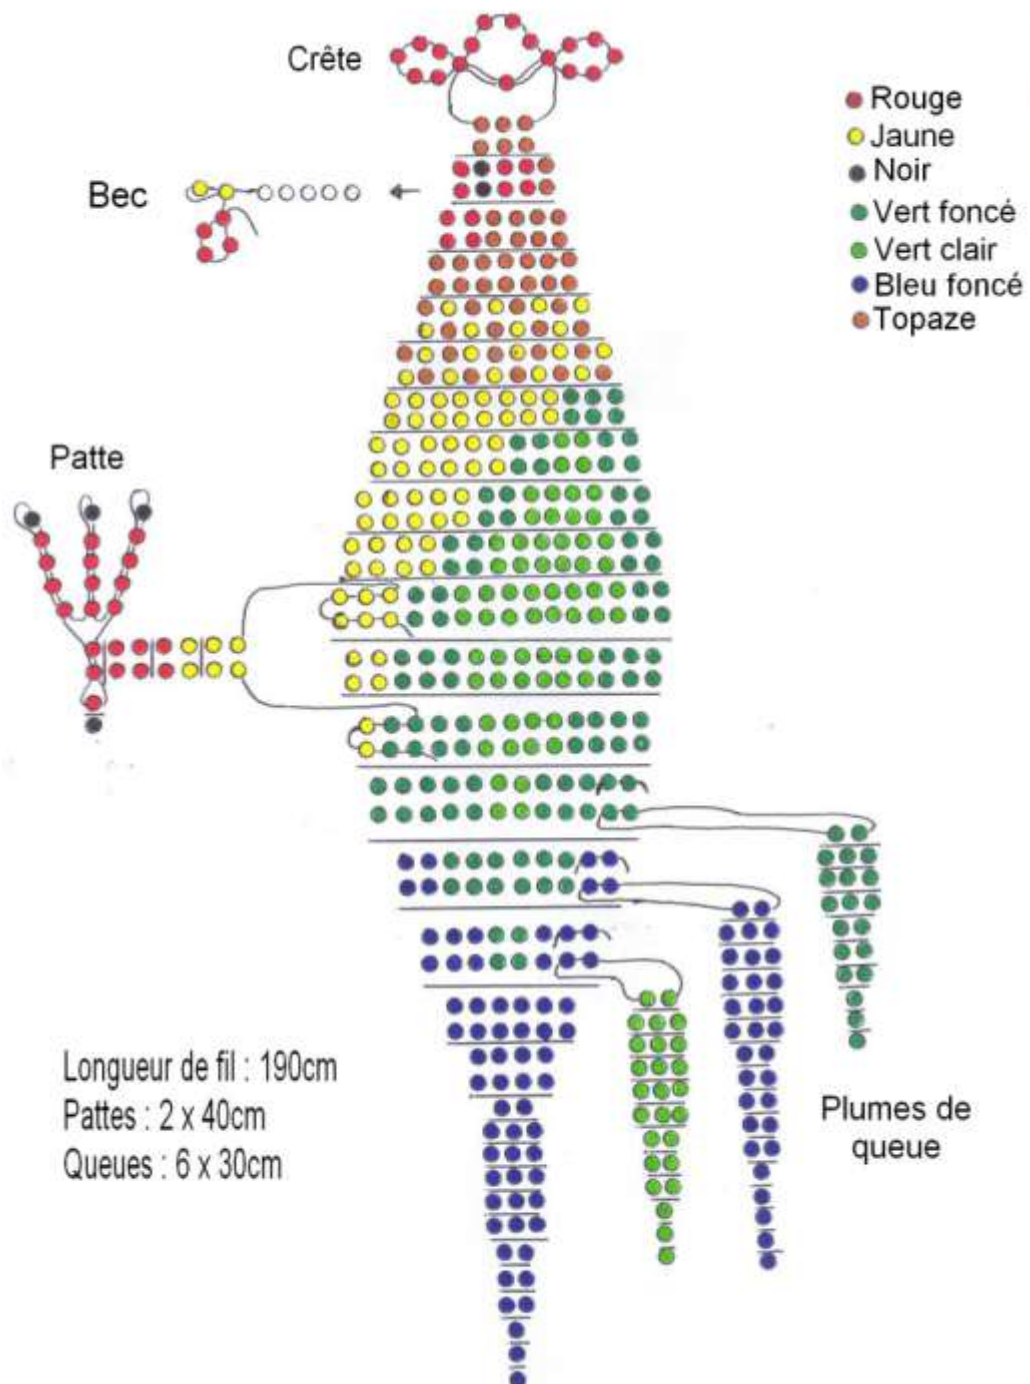 Crête
Rouge
Jaune
Noir
Vert foncé
Vert clair
Bleu foncé
Topaze
Bec
Patte
Longueur de fil : 190cm
Pattes : 2 x 40cm
Queues : 6 x 30cm
Plumes de
queue